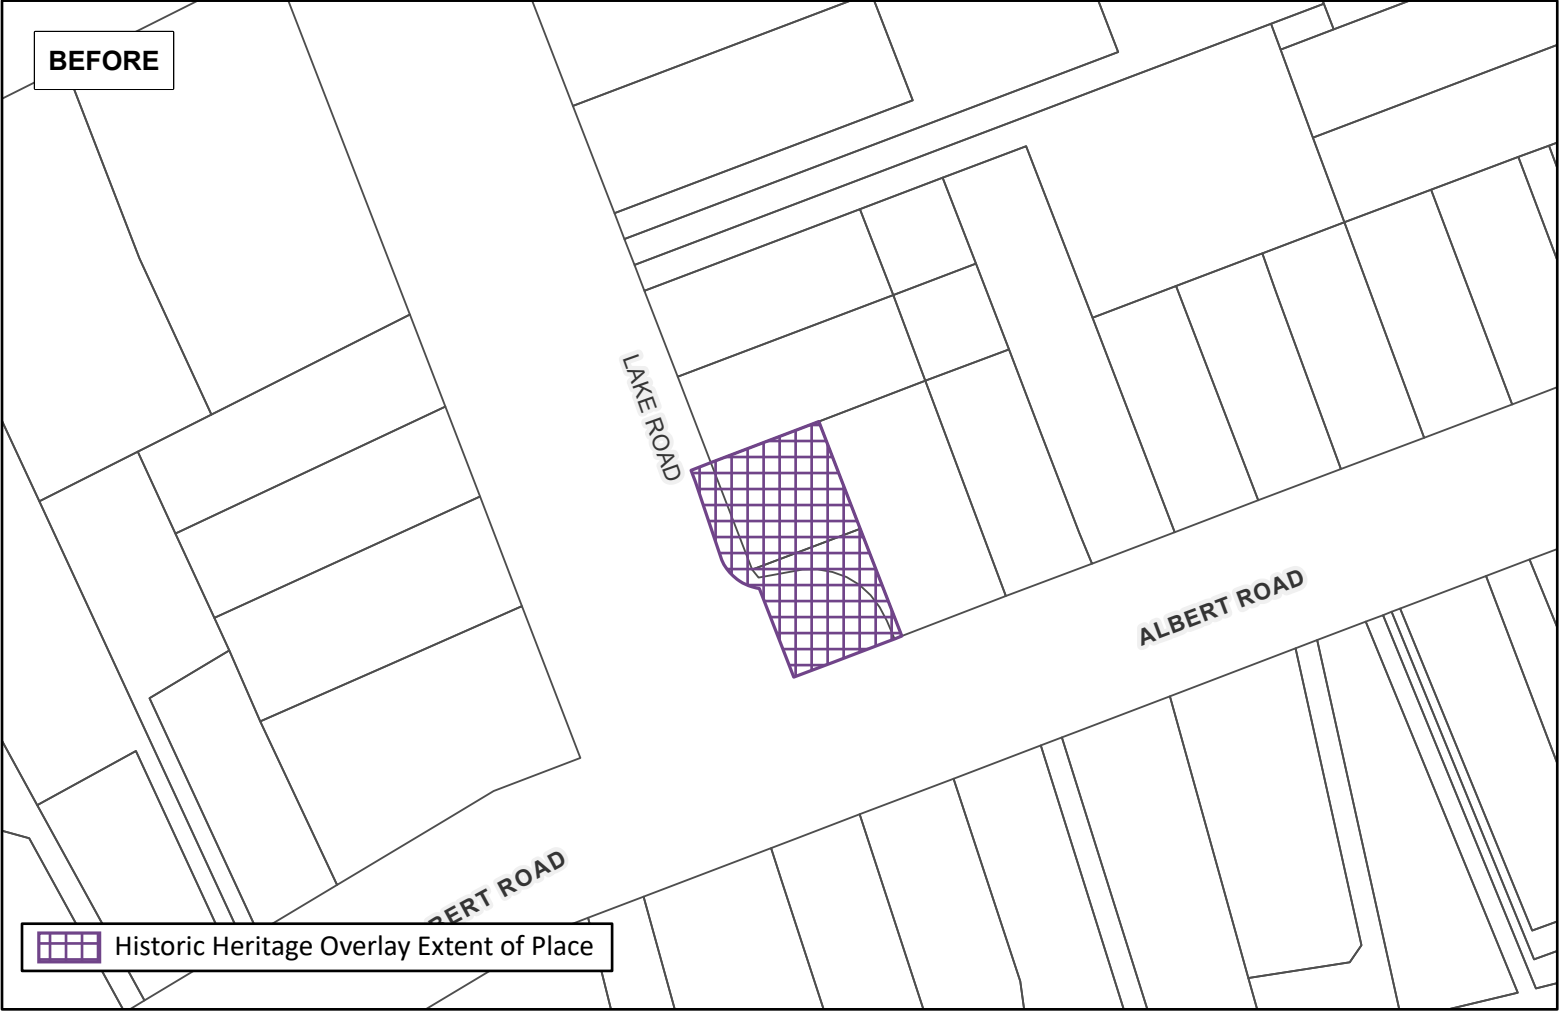 BEFORE
LAKE ROAD
ALBERT ROAD
BERT ROAD
Historic Heritage Overlay Extent of Place